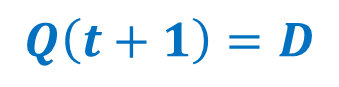 Q(t + 1) = D